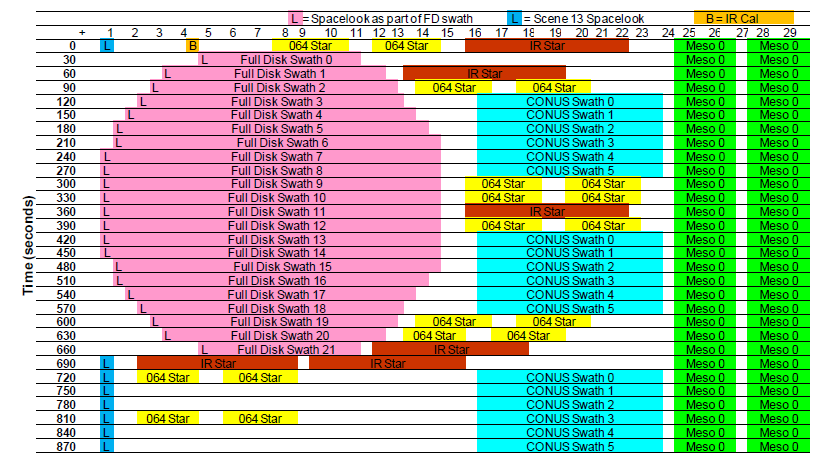 L = Spacelook as part of FD swath L = Scene 13 Spacelook B = IR Cal
+ 1 2 3 4 5 6 7 8 9 10 11 12 13 14 15 16 17 18 19 20 21 22 23 24 25 26 27 28 29
0 L B 064 Star 064 Star IR Star Meso 0 Meso 0
30 L Full Disk Swath 0 Meso 0 Meso 0
60 L Full Disk Swath 1 IR Star Meso 0 Meso 0
90 L Full Disk Swath 2 064 Star 064 Star Meso 0 Meso 0
120 L Full Disk Swath 3 CONUS Swath 0 Meso 0 Meso 0
150 L Full Disk Swath 4 CONUS Swath 1 Meso 0 Meso 0
180 L Full Disk Swath 5 CONUS Swath 2 Meso 0 Meso 0
210 L Full Disk Swath 6 CONUS Swath 3 Meso 0 Meso 0
240 L Full Disk Swath 7 CONUS Swath 4 Meso 0 Meso 0
270 L Full Disk Swath 8 CONUS Swath 5 Meso 0 Meso 0
300 L Full Disk Swath 9 064 Star 064 Star Meso 0 Meso 0
330 L Full Disk Swath 10 064 Star 064 Star Meso 0 Meso 0
360 L Full Disk Swath 11 IR Star Meso 0 Meso 0
390 L Full Disk Swath 12 064 Star 064 Star Meso 0 Meso 0
420 L Full Disk Swath 13 CONUS Swath 0 Meso 0 Meso 0
450 L Full Disk Swath 14 CONUS Swath 1 Meso 0 Meso 0
480 L Full Disk Swath 15 CONUS Swath 2 Meso 0 Meso 0
510 L Full Disk Swath 16 CONUS Swath 3 Meso 0 Meso 0
540 L Full Disk Swath 17 CONUS Swath 4 Meso 0 Meso 0
570 L Full Disk Swath 18 CONUS Swath 5 Meso 0 Meso 0
600 L Full Disk Swath 19 064 Star 064 Star Meso 0 Meso 0
630 L Full Disk Swath 20 064 Star 064 Star Meso 0 Meso 0
660 L Full Disk Swath 21 IR Star Meso 0 Meso 0
690 L IR Star IR Star Meso 0 Meso 0
720 L 064 Star 064 Star CONUS Swath 0 Meso 0 Meso 0
750 L CONUS Swath 1 Meso 0 Meso 0
780 L CONUS Swath 2 Meso 0 Meso 0
810 L 064 Star 064 Star CONUS Swath 3 Meso 0 Meso 0
840 L CONUS Swath 4 Meso 0 Meso 0
870 L CONUS Swath 5 Meso 0 Meso 0
Time (seconds)